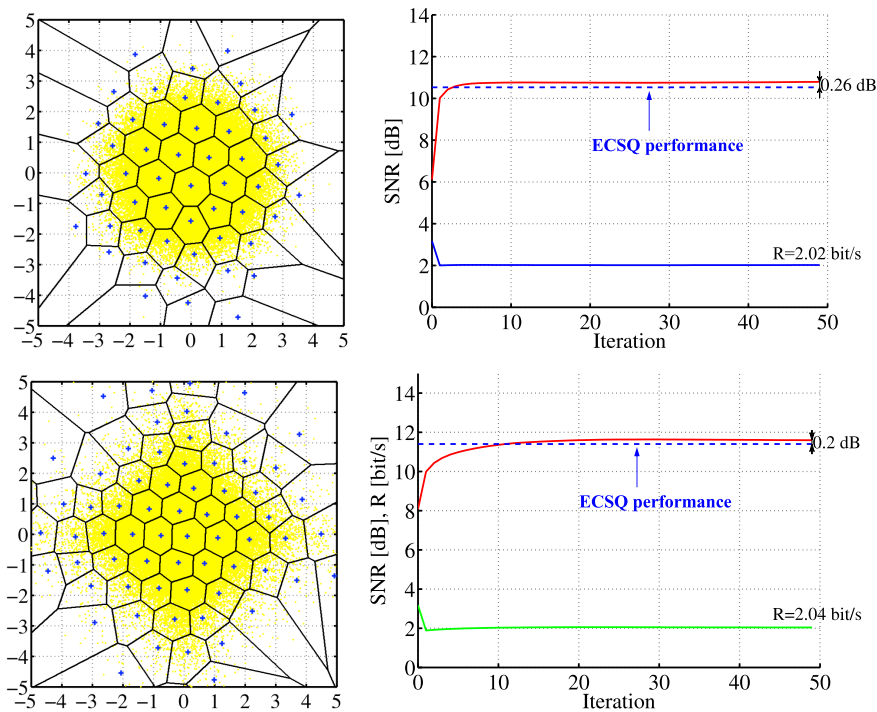 5
4
3
2
1
0
−1
−2
−3
−4
−5
−5 −4 −3 −2 −1 0 1 2 3 4 5
14
12
10
8
6
4
2
0
SNR [dB]
0.26 dB
ECSQ performance
R=2.02 bit/s
0 10 20 30 40 50
Iteration
5
4
3
2
1
0
−1
−2
−3
−4
−5
−5 −4 −3 −2 −1 0 1 2 3 4 5
14
12
10
8
6
4
2
0
SNR [dB], R [bit/s]
0.2 dB
ECSQ performance
R=2.04 bit/s
0 10 20 30 40 50
Iteration